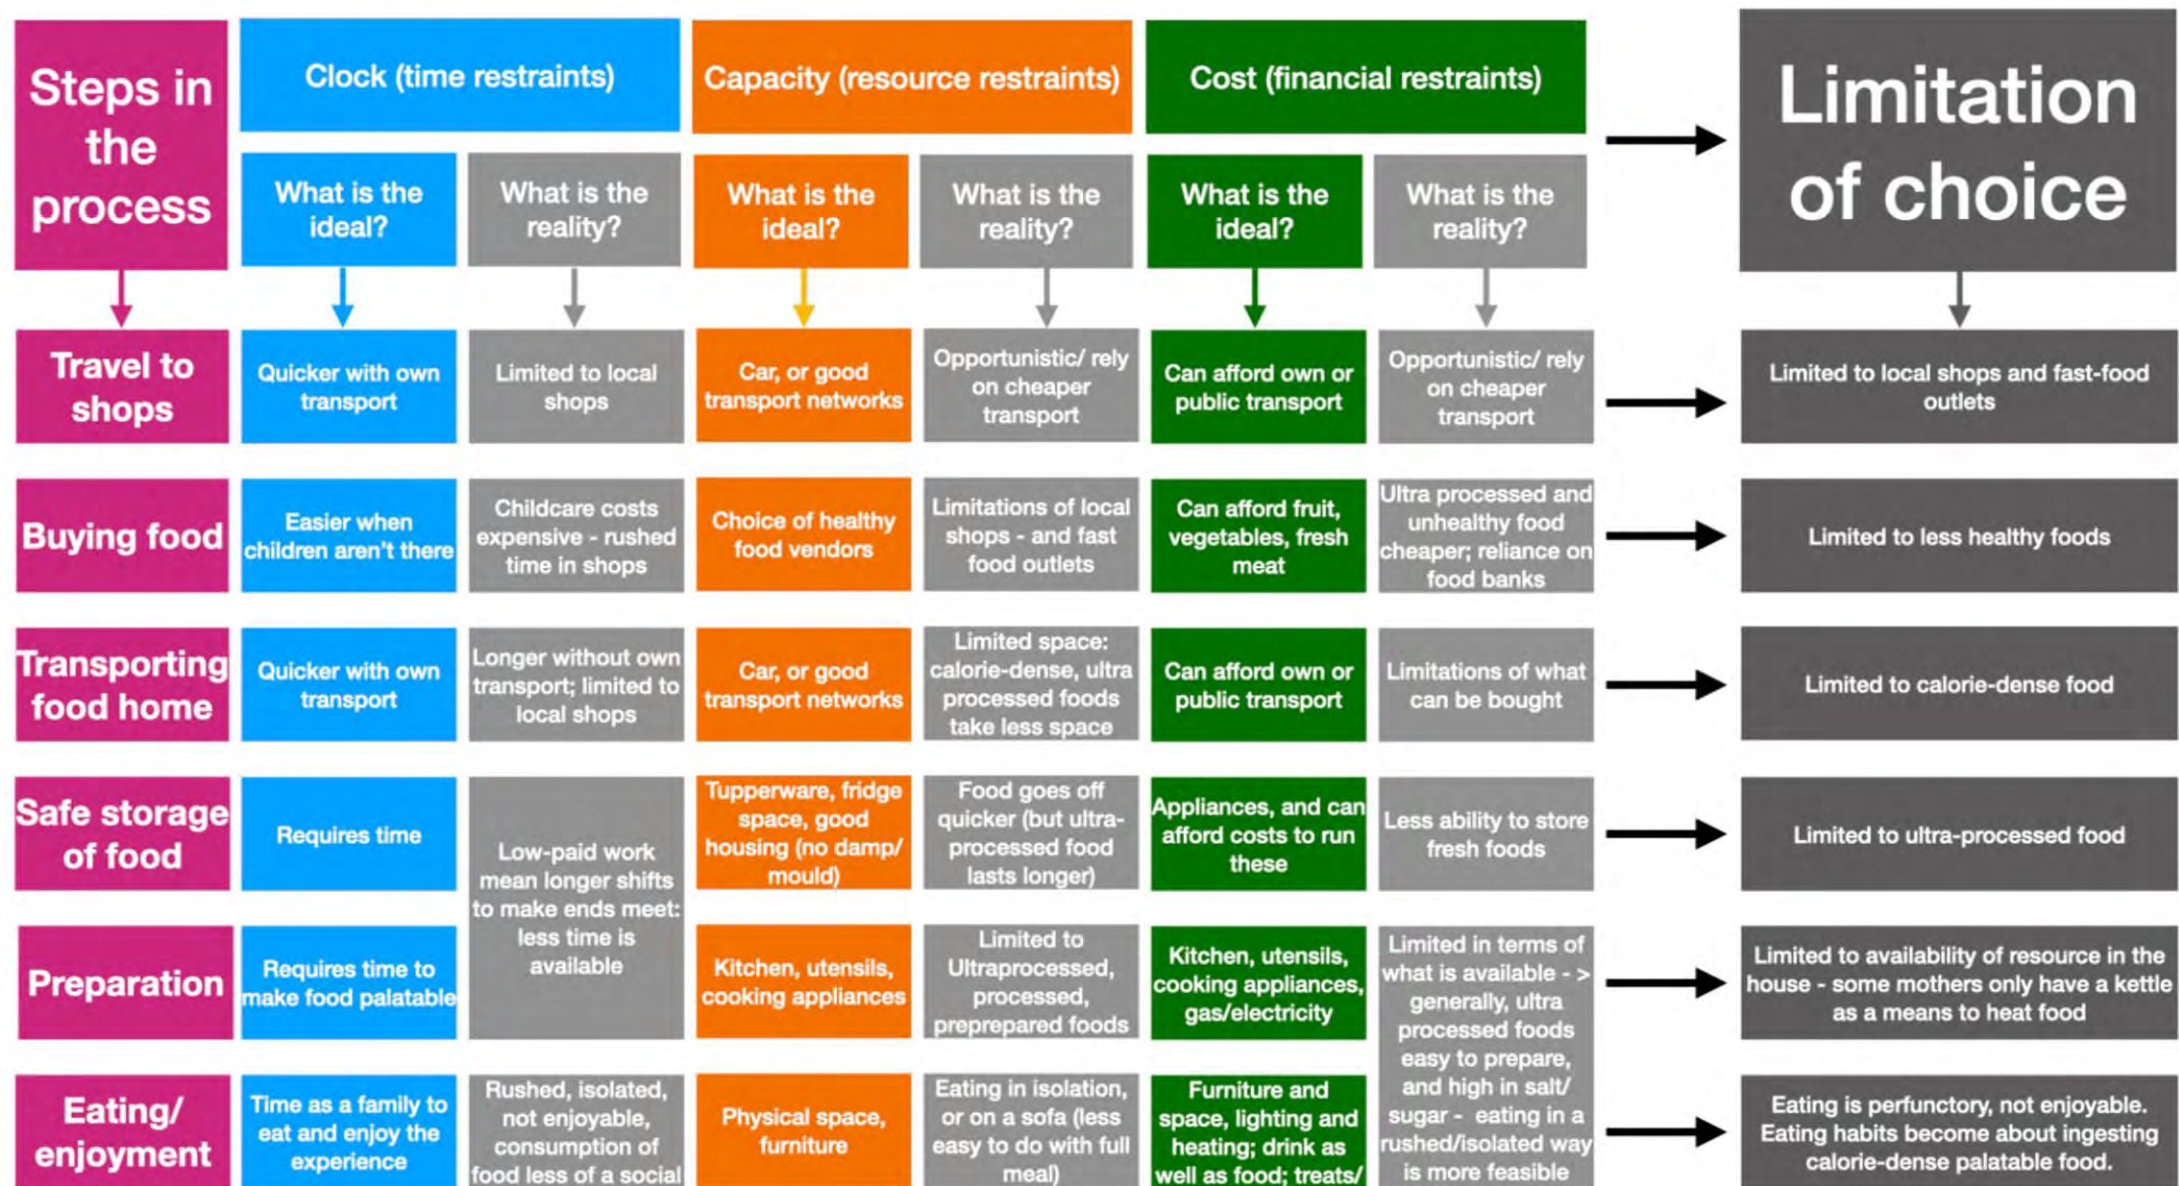 Steps in
the
process
Clock (time restraints)
Capacity (resource restraints)
Cost (financial restraints)
Limitation
of choice
What is the
ideal?
What is the
reality?
What is the
ideal?
What is the
reality?
What is the
ideal?
What is the
reality?
Travel to
shops
Quicker with own
transport
Limited to local
shops
Car, or good
transport networks
Opportunistic/ rely
on cheaper
transport
Can afford own or
public transport
Opportunistic/ rely
on cheaper
transport
Limited to local shops and fast-food
outlets
Buying food
Easier when
children aren't there
Childcare costs
expensive - rushed
time in shops
Choice of healthy
food vendors
Limitations of local
shops - and fast
food outlets
Can afford fruit,
vegetables, fresh
meat
Ultra processed and
unhealthy food
cheaper; reliance on
food banks
Limited to less healthy foods
Transporting
food home
Quicker with own
transport
Longer without own
transport; limited to
local shops
Car, or good
transport networks
Limited space:
calorie-dense, ultra
processed foods
take less space
Can afford own or
public transport
Limitations of what
can be bought
Limited to calorie-dense food
Safe storage
of food
Requires time
Low-paid work
mean longer shifts
to make ends meet:
less time is
available
Tupperware, fridge
space, good
housing (no damp/
mould)
Food goes off
quicker (but ultra-
processed food
lasts longer)
Appliances, and can
afford costs to run
these
Less ability to store
fresh foods
Limited to ultra-processed food
Preparation
Requires time to
make food palatable
Kitchen, utensils,
cooking appliances
Limited to
Ultraprocessed,
processed,
preprepared foods
Kitchen, utensils,
cooking appliances,
gas/electricity
Limited in terms of
what is available - >
generally, ultra
processed foods
easy to prepare,
and high in salt/
sugar - eating in a
rushed/isolated way
is more feasible
Limited to availability of resource in the
house - some mothers only have a kettle
as a means to heat food
Eating/
enjoyment
Time as a family to
eat and enjoy the
experience
Rushed, isolated,
not enjoyable,
consumption of
food less of a social
Physical space,
furniture
Eating in isolation,
or on a sofa (less
easy to do with full
meal)
Furniture and
space, lighting and
heating; drink as
well as food; treats/
Eating is perfunctory, not enjoyable.
Eating habits become about ingesting
calorie-dense palatable food.